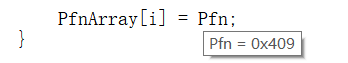 PfnArray[i] = Pfn;
}
Pfn = 0x409